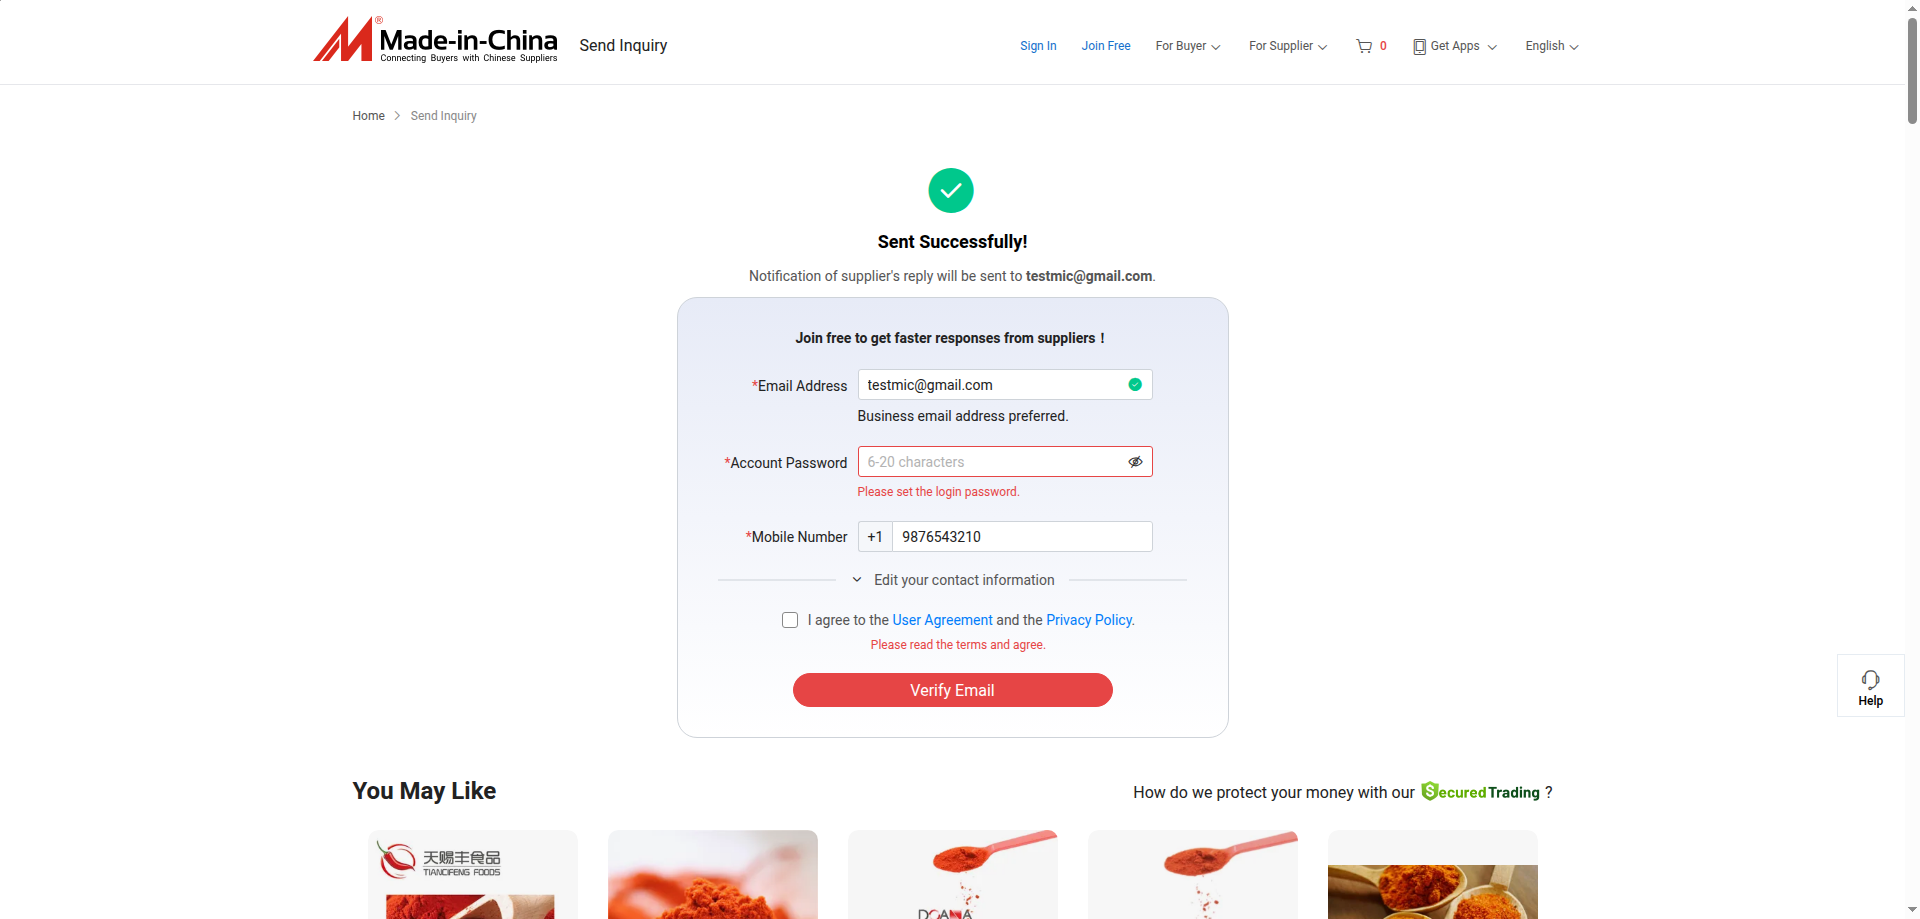 Made-in-China®
Connecting Buyers with Chinese Suppliers
Send Inquiry
Sign In
Join Free
For Buyer
For Supplier
0
Get Apps
English
Home
Send Inquiry
Sent Successfully!
Notification of supplier's reply will be sent to testmic@gmail.com.
Join free to get faster responses from suppliers !
*Email Address
testmic@gmail.com
Business email address preferred.
*Account Password
6-20 characters
Please set the login password.
*Mobile Number
+1
9876543210
Edit your contact information
I agree to the User Agreement and the Privacy Policy.
Please read the terms and agree.
Verify Email
Help
You May Like
How do we protect your money with our Secured Trading ?
天赐丰食品
TIANCIFENG FOODS